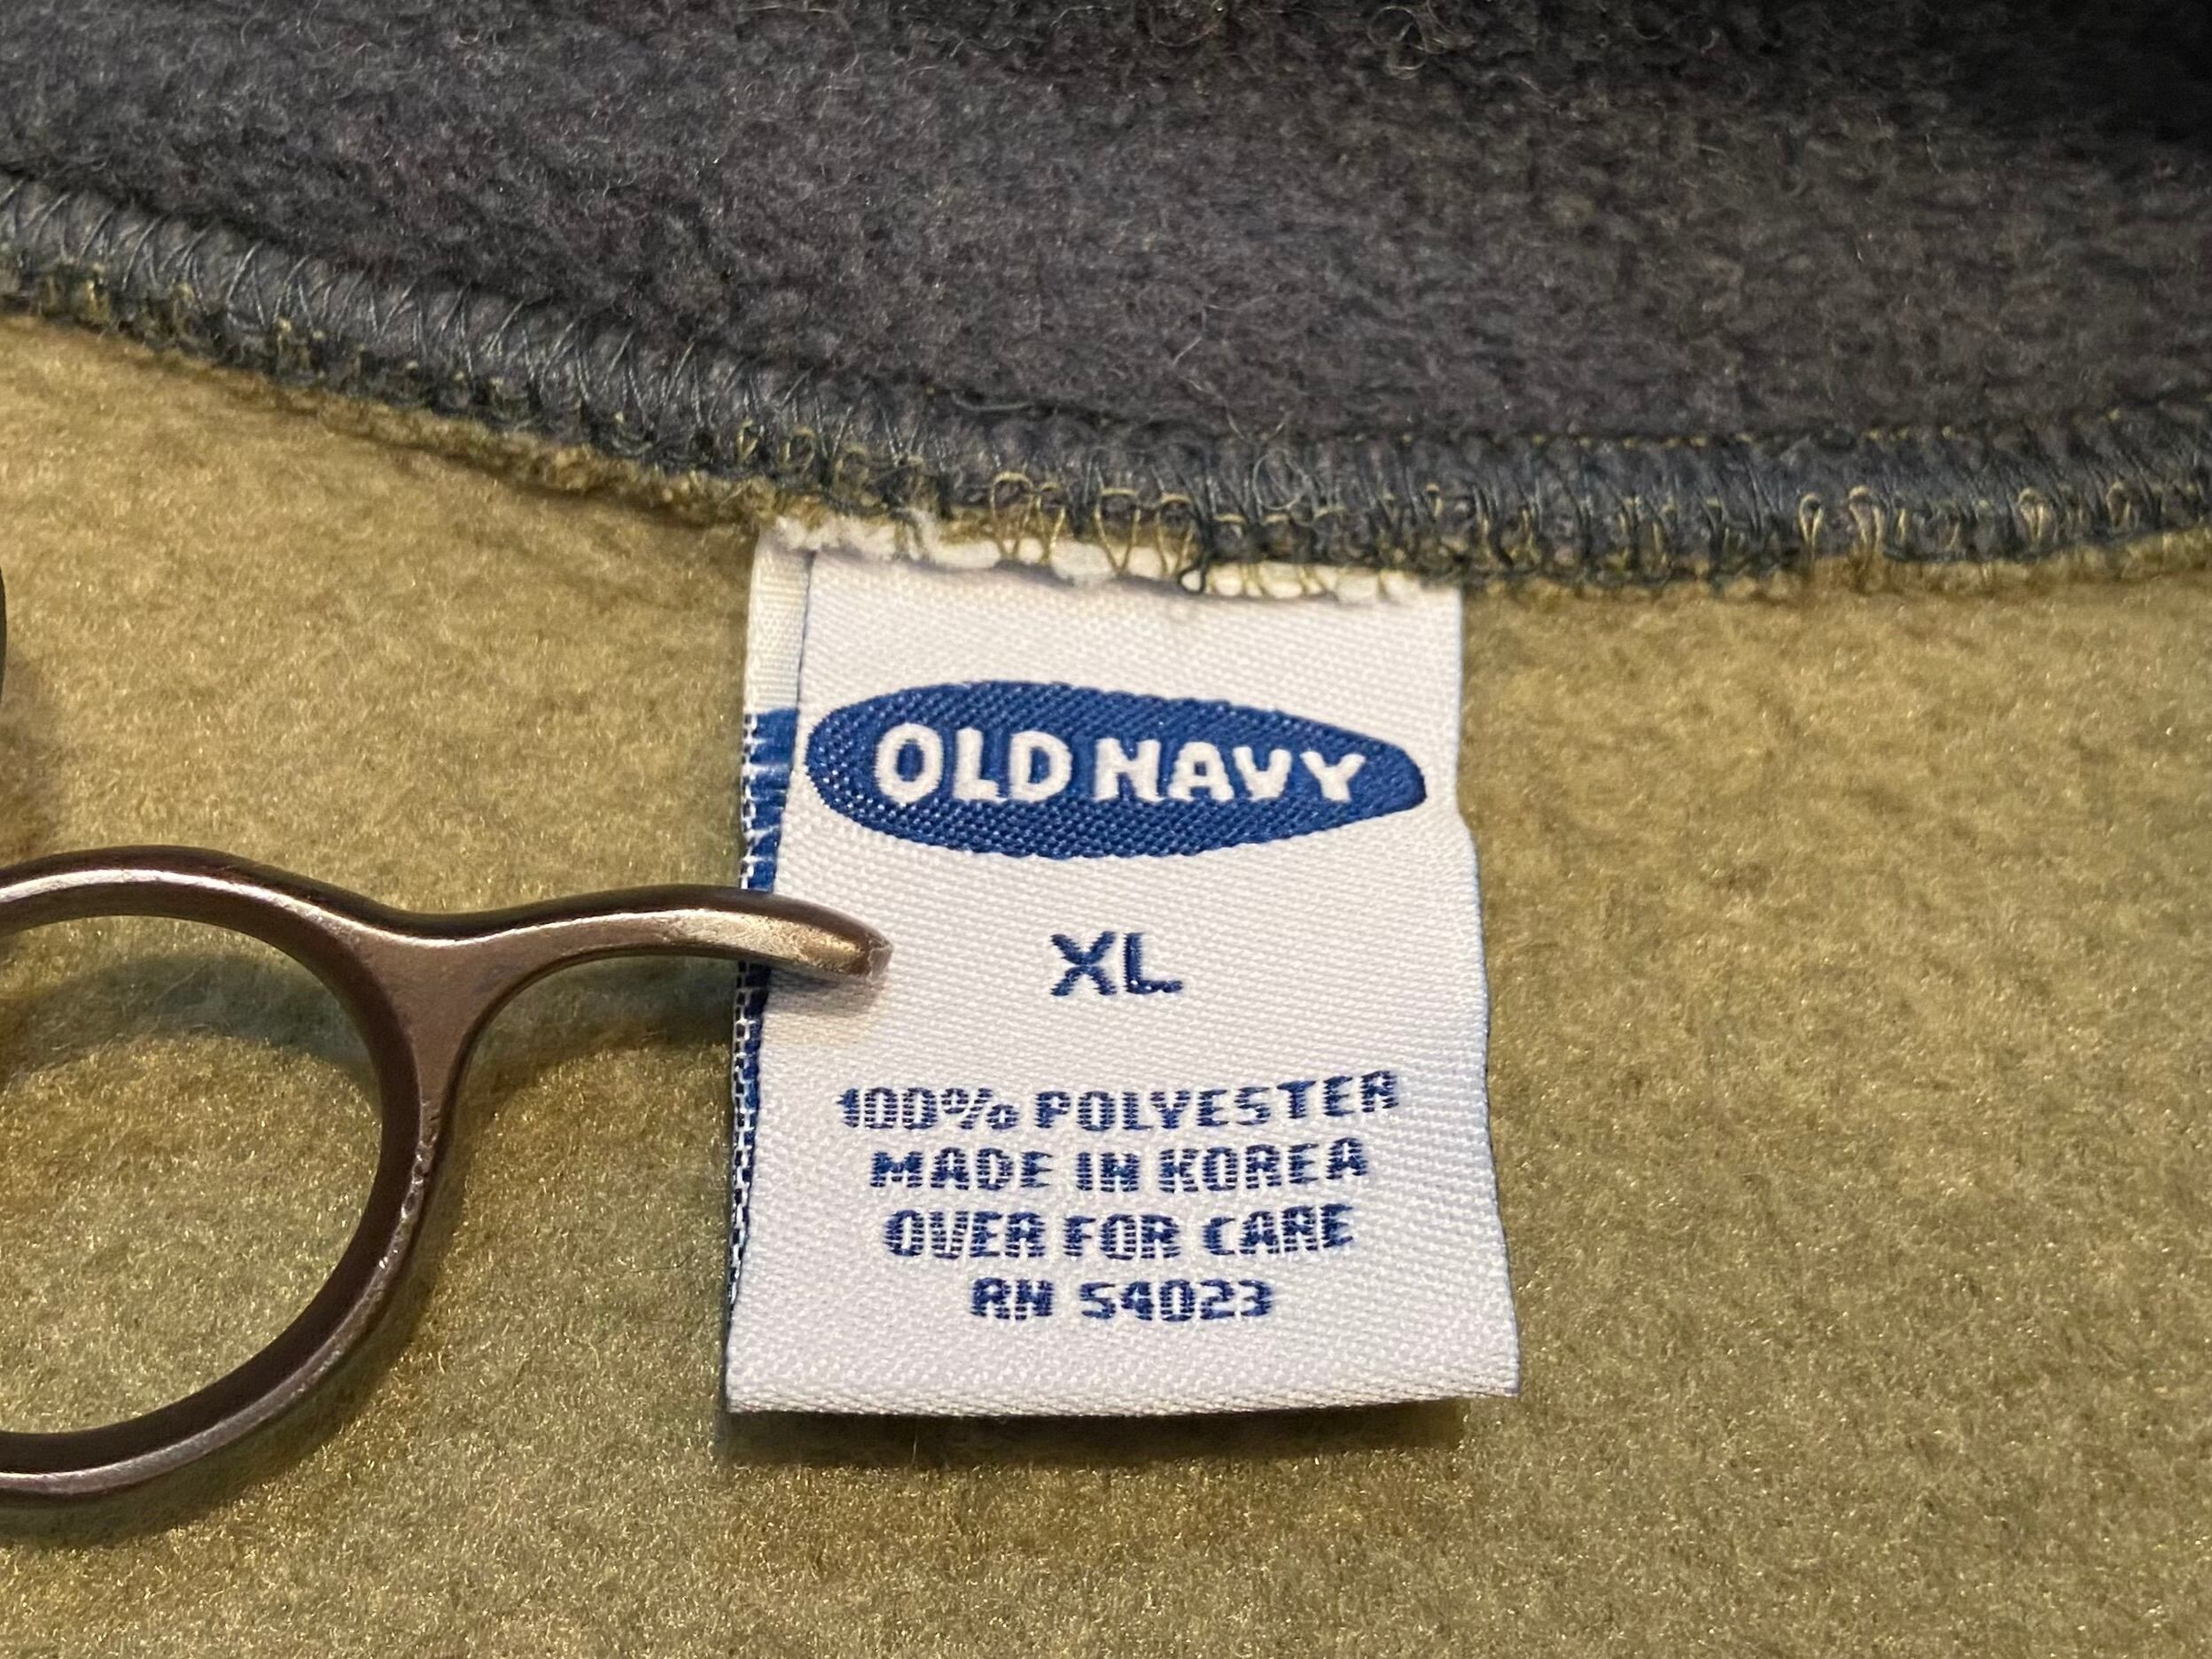 OLD NAVY
XL
100% POLYESTER
MADE IN KOREA
OVER FOR CARE
RN 54023